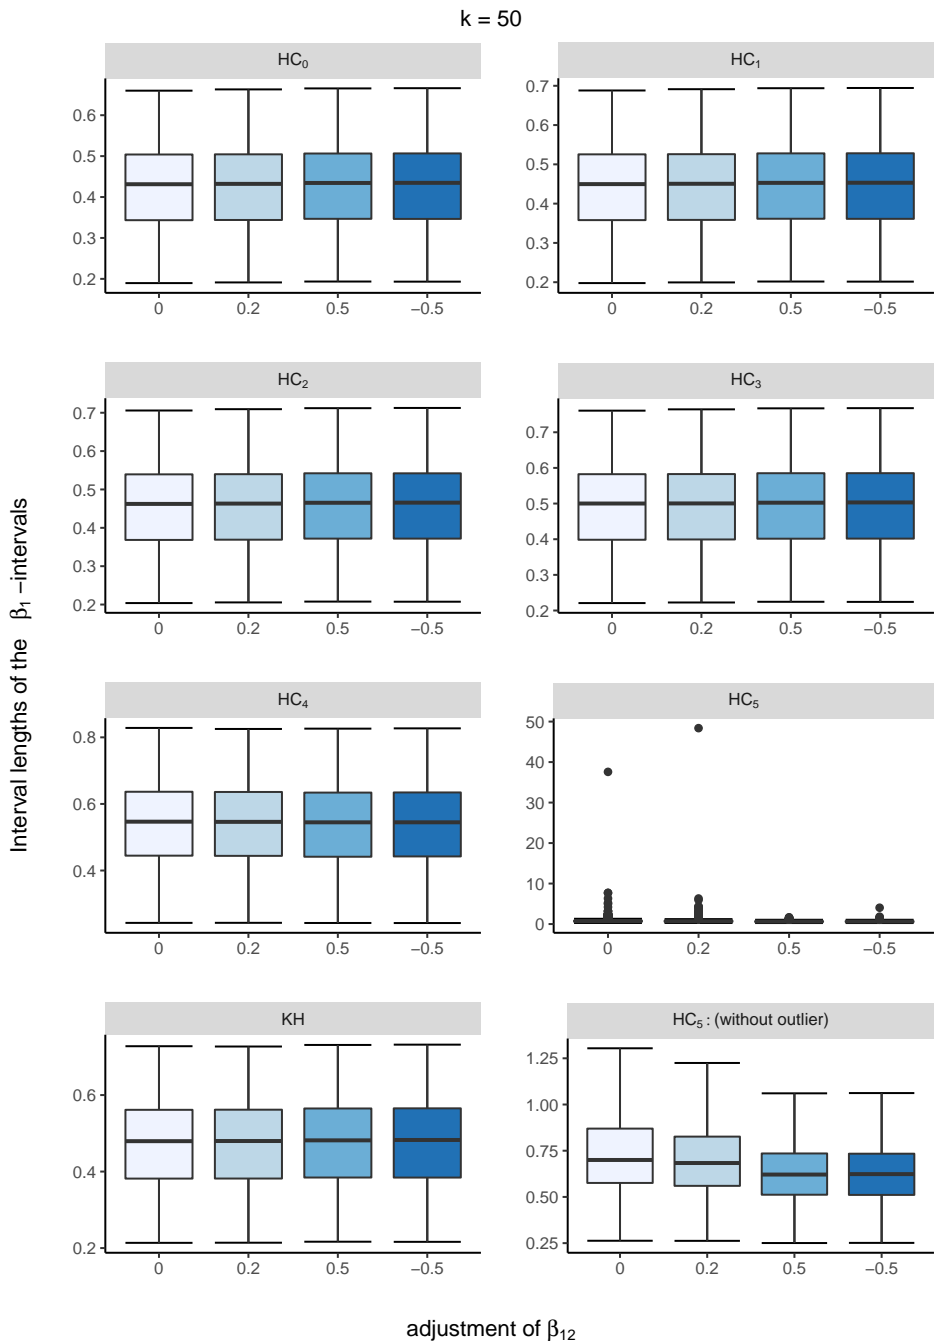 k = 50
HC₀
HC₁
0.6
0.5
0.4
0.3
0.2
0 0.2 0.5 −0.5
0.7
0.6
0.5
0.4
0.3
0.2
0 0.2 0.5 −0.5
HC₂
HC₃
0.7
0.6
0.5
0.4
0.3
0.2
0 0.2 0.5 −0.5
0.7
0.6
0.5
0.4
0.3
0.2
0 0.2 0.5 −0.5
Interval lengths of the β₁ −intervals
HC₄
HC₅
0.8
0.6
0.4
0 0.2 0.5 −0.5
50
40
30
20
10
0
0 0.2 0.5 −0.5
KH
HC₅ : (without outlier)
0.6
0.4
0.2
0 0.2 0.5 −0.5
1.25
1.00
0.75
0.50
0.25
0 0.2 0.5 −0.5
adjustment of β₁₂